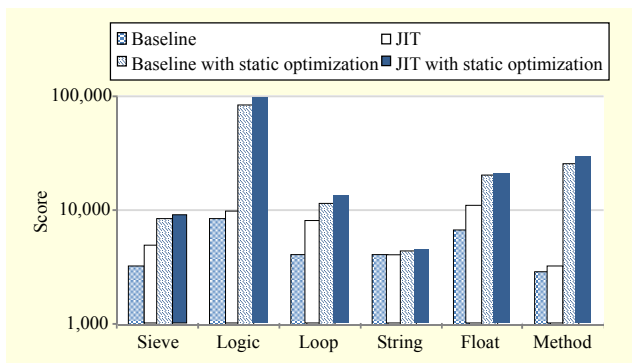 Baseline
JIT
Baseline with static optimization
JIT with static optimization
Score
100,000
10,000
1,000
Sieve
Logic
Loop
String
Float
Method